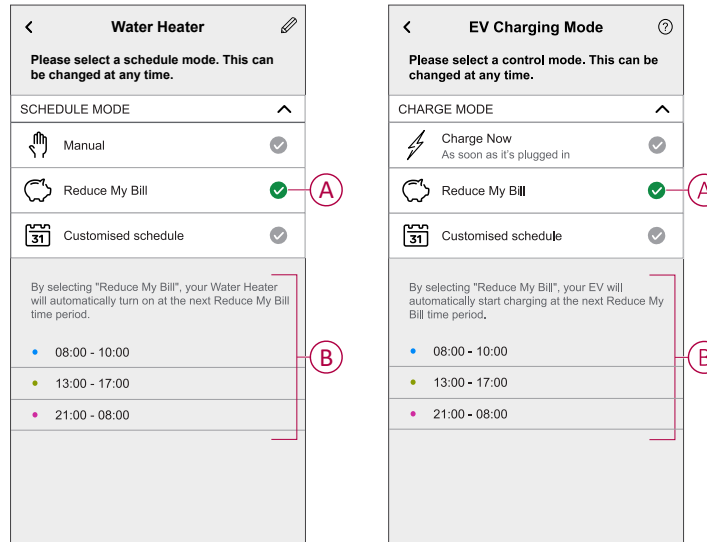 Water Heater
Please select a schedule mode. This can
be changed at any time.
SCHEDULE MODE
Manual
Reduce My Bill
A
31
Customised schedule
By selecting "Reduce My Bill", your Water Heater
will automatically turn on at the next Reduce My Bill
time period.
08:00 - 10:00
B
13:00 - 17:00
21:00 - 08:00
EV Charging Mode
?
Please select a control mode. This can be
changed at any time.
CHARGE MODE
Charge Now
As soon as it's plugged in
Reduce My Bill
A
31
Customised schedule
By selecting "Reduce My Bill", your EV will
automatically start charging at the next Reduce My
Bill time period.
08:00 - 10:00
B
13:00 - 17:00
21:00 - 08:00